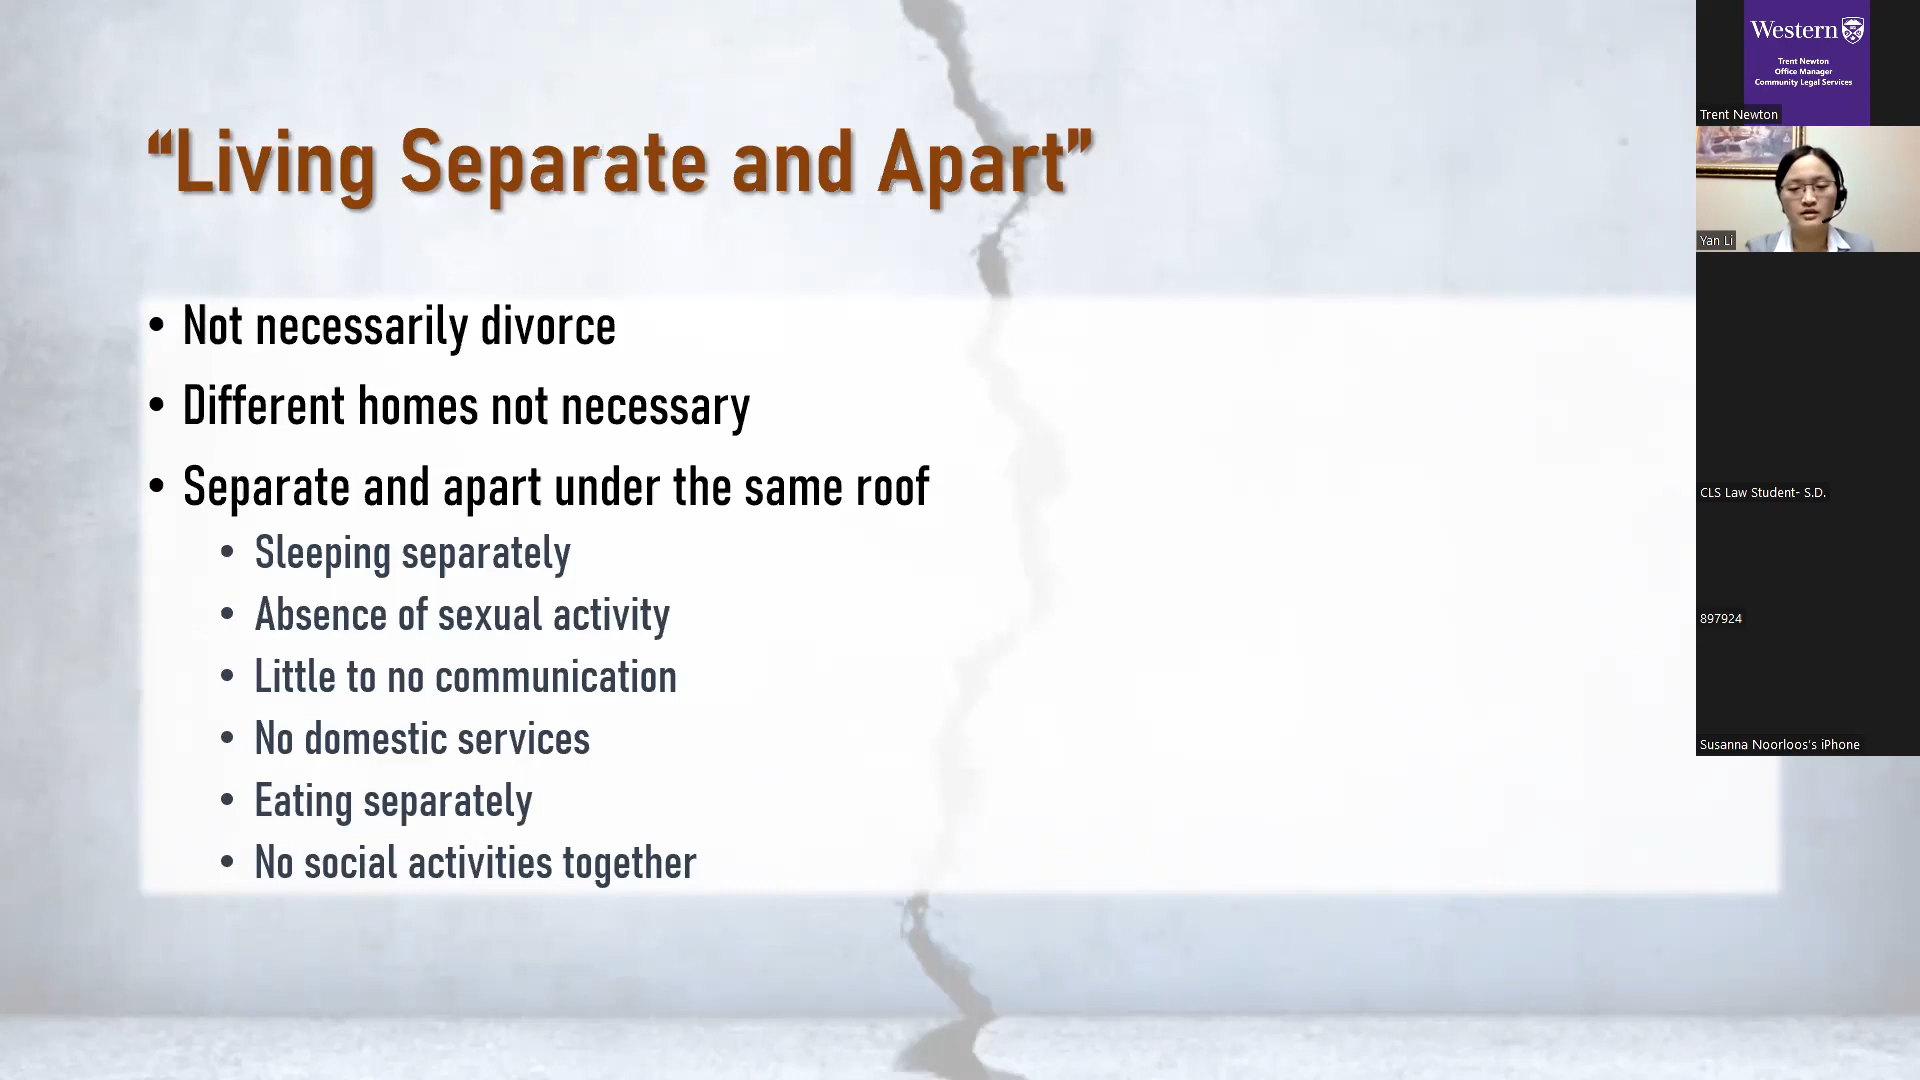 “Living Separate and Apart”
• Not necessarily divorce
• Different homes not necessary
• Separate and apart under the same roof
• Sleeping separately
• Absence of sexual activity
• Little to no communication
• No domestic services
• Eating separately
• No social activities together
Western
Trent Newton
Office Manager
Community Legal Services
Trent Newton
Yan Li
CLS Law Student- S.D.
897924
Susanna Noorloos's iPhone